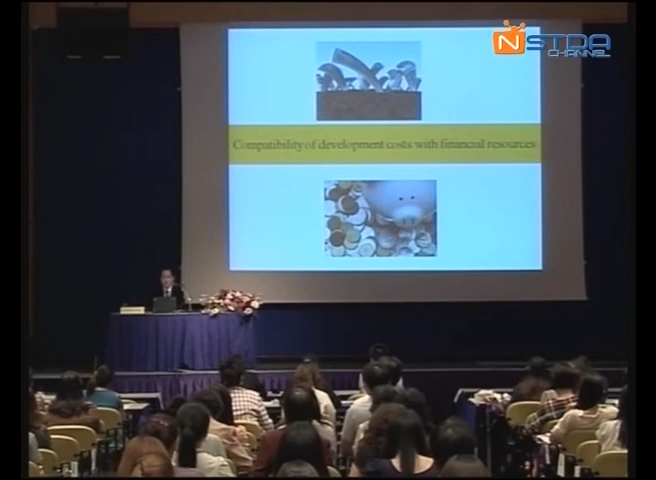 NSTDA
CHANNEL
Compatibility of development costs with financial resources